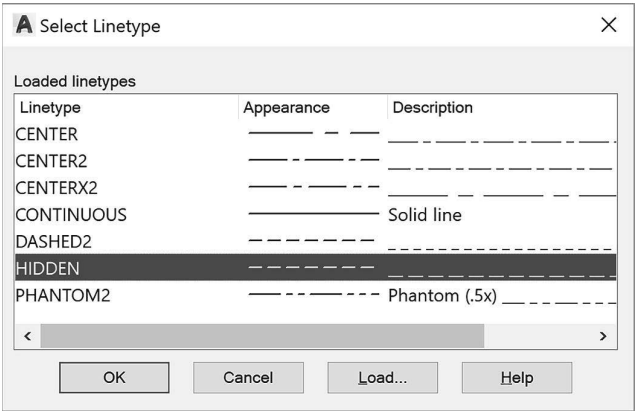 Select Linetype
Loaded linetypes
Linetype Appearance Description
CENTER
CENTER2
CENTERX2
CONTINUOUS Solid line
DASHED2
HIDDEN
PHANTOM2 Phantom (.5x)
OK Cancel Load... Help